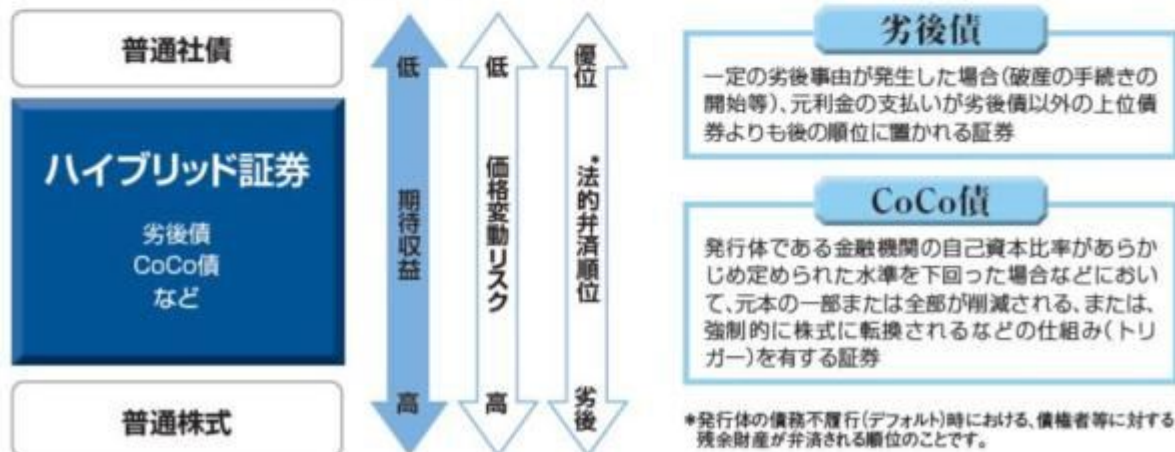 普通社債
ハイブリッド証券
劣後債
CoCo債
など
普通株式
低
期待収益
高
低
価格変動リスク
高
優位
*法的弁済順位
劣後
劣後債
一定の劣後事由が発生した場合(破産の手続きの
開始等)、元利金の支払いが劣後債以外の上位債
券よりも後の順位に置かれる証券
CoCo債
発行体である金融機関の自己資本比率があらか
じめ定められた水準を下回った場合などにおい
て、元本の一部または全部が削減される、または、
強制的に株式に転換されるなどの仕組み(トリ
ガー)を有する証券
*発行体の債務不履行(デフォルト)時における、債権者等に対する
残余財産が弁済される順位のことです。